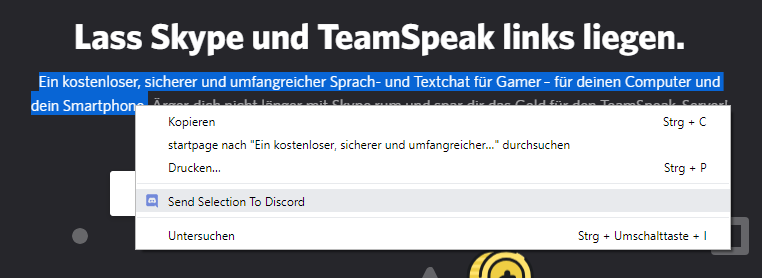 Lass Skype und TeamSpeak links liegen.
Ein kostenloser, sicherer und umfangreicher Sprach- und Textchat für Gamer – für deinen Computer und
dein Smartphone. Ärger dich nicht länger mit Skype rum und spar dir das Geld für den TeamSpeak-Server!
Kopieren Strg + C
startpage nach "Ein kostenloser, sicherer und umfangreicher..." durchsuchen
Drucken... Strg + P
Send Selection To Discord
Untersuchen Strg + Umschalttaste + I